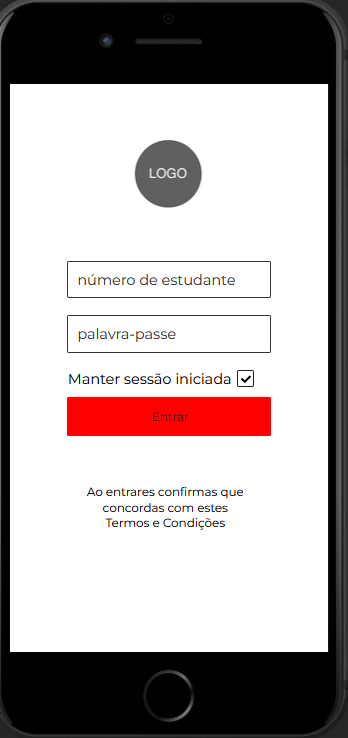 LOGO
número de estudante
palavra-passe
Manter sessão iniciada
Entrar
Ao entrares confirmas que
concordas com estes
Termos e Condições